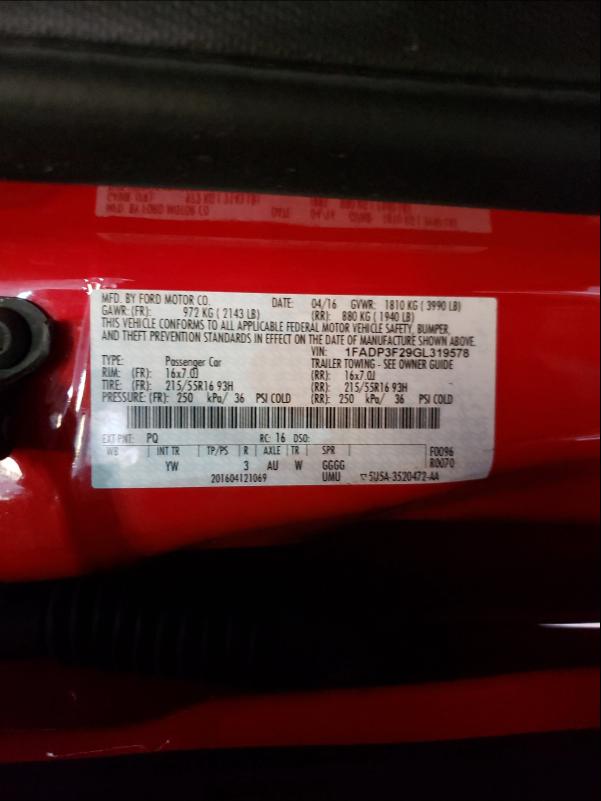 MFD. BY FORD MOTOR CO. DATE: 04/16 GVWR: 1810 KG ( 3990 LB)
GAWR: (FR): 972 KG ( 2143 LB) (RR): 880 KG ( 1940 LB)
THIS VEHICLE CONFORMS TO ALL APPLICABLE FEDERAL MOTOR VEHICLE SAFETY, BUMPER,
AND THEFT PREVENTION STANDARDS IN EFFECT ON THE DATE OF MANUFACTURE SHOWN ABOVE.
VIN: 1FADP3F29GL319578
TYPE: Passenger Car TRAILER TOWING - SEE OWNER GUIDE
RIM: (FR): 16x7.0J (RR): 16x7.0J
TIRE: (FR): 215/55R16 93H (RR): 215/55R16 93H
PRESSURE: (FR): 250 kPa/ 36 PSI COLD (RR): 250 kPa/ 36 PSI COLD
EXT PNT: PQ RC: 16 DSO:
WB INT TR TP/PS R AXLE TR SPR F0096
YW 3 AU W GGGG R0070
201604121069 UMU 5U5A-3520472-AA